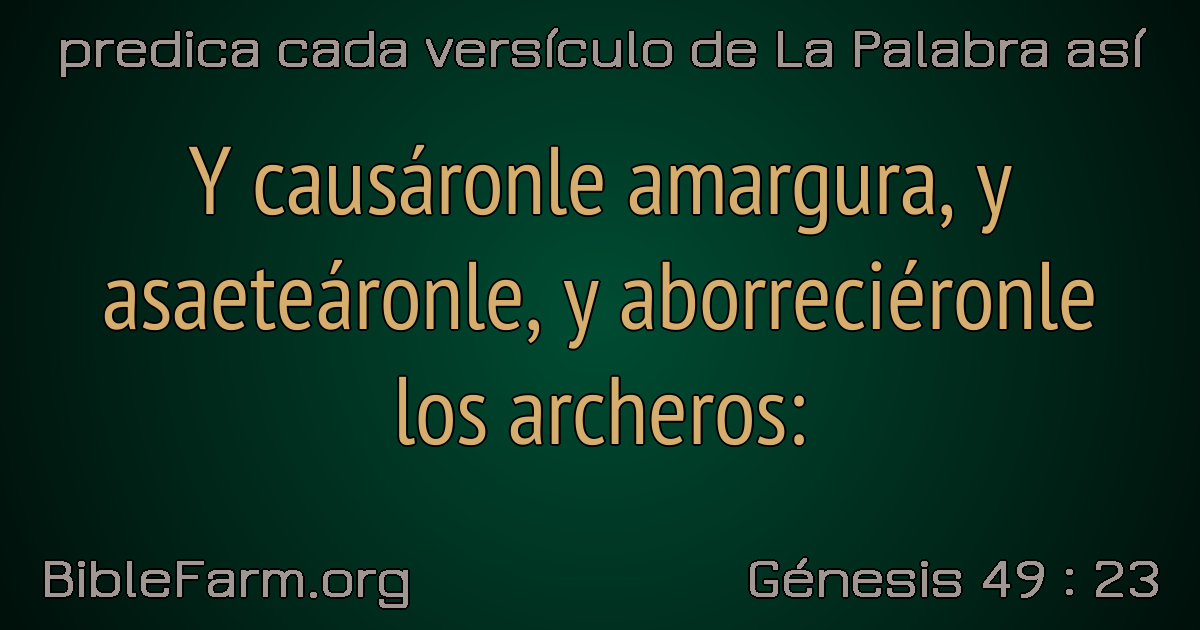 predica cada versículo de La Palabra así
Y causáronle amargura, y
asaeteáronle, y aborreciéronle
los archeros:
BibleFarm.org
Génesis 49 : 23